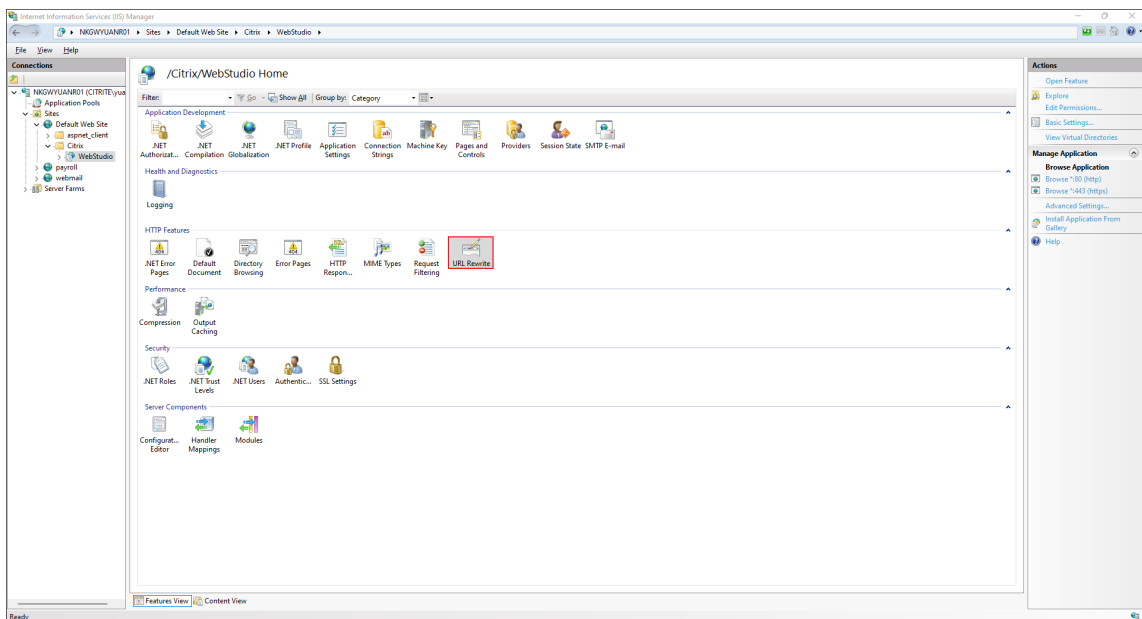 Internet Information Services (IIS) Manager
NKGWYUANR01 ▸ Sites ▸ Default Web Site ▸ Citrix ▸ WebStudio ▸
File View Help
Connections
NKGWYUANR01 (CITRITE\yua
Application Pools
Sites
Default Web Site
aspnet_client
Citrix
WebStudio
payroll
webmail
Server Farms
/Citrix/WebStudio Home
Filter: Go Show All Group by: Category
Application Development
.NET Authorizat...
.NET Compilation
.NET Globalization
.NET Profile
Application Settings
Connection Strings
Machine Key
Pages and Controls
Providers
Session State
SMTP E-mail
Health and Diagnostics
Logging
HTTP Features
.NET Error Pages
Default Document
Directory Browsing
Error Pages
HTTP Respon...
MIME Types
Request Filtering
URL Rewrite
Performance
Compression
Output Caching
Security
.NET Roles
.NET Trust Levels
.NET Users
Authentic...
SSL Settings
Server Components
Configurat... Editor
Handler Mappings
Modules
Features View Content View
Ready
Actions
Open Feature
Explore
Edit Permissions...
Basic Settings...
View Virtual Directories
Manage Application
Browse Application
Browse *:80 (http)
Browse *:443 (https)
Advanced Settings...
Install Application From
Gallery
Help